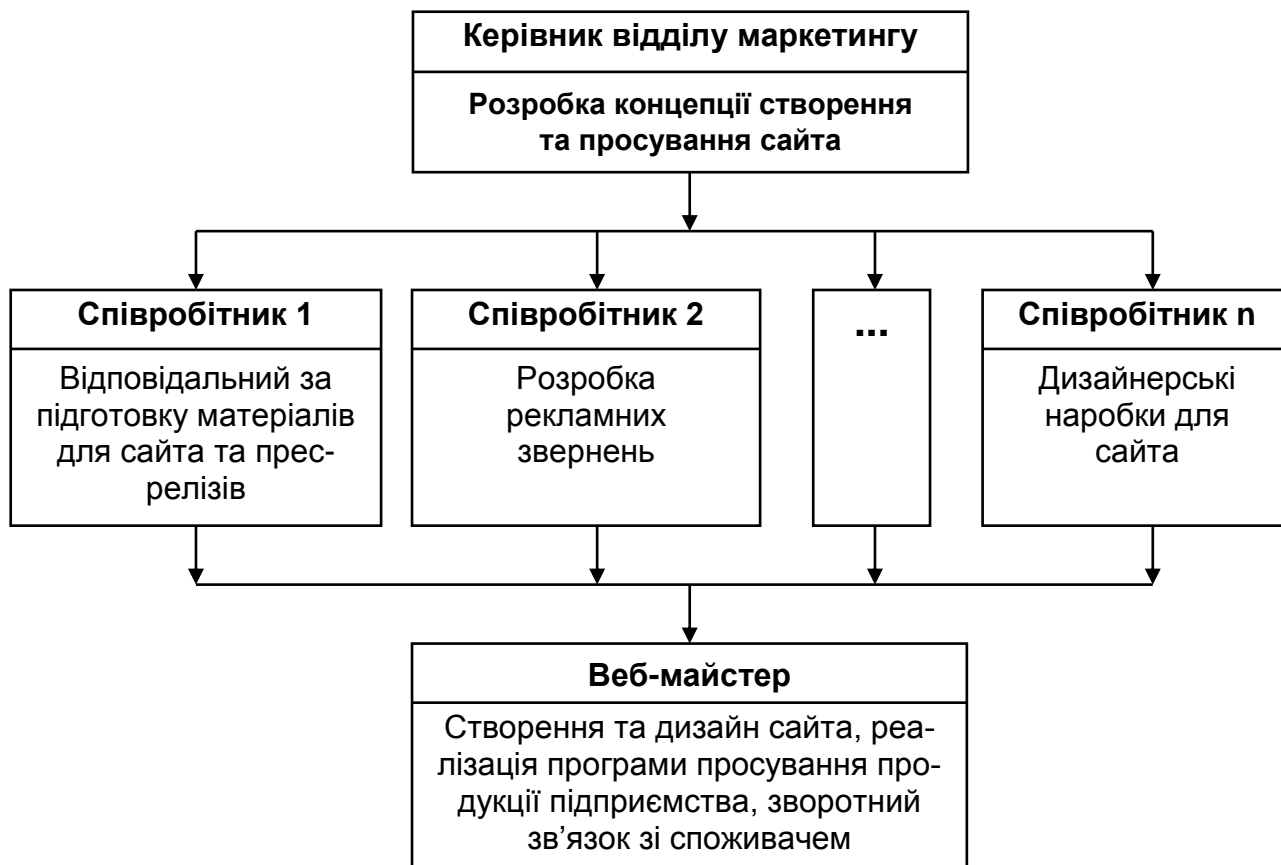 Керівник відділу маркетингу
Розробка концепції створення
та просування сайта
Співробітник 1
Відповідальний за
підготовку матеріалів
для сайта та прес-
релізів
Співробітник 2
Розробка
рекламних
звернень
...
Співробітник n
Дизайнерські
наробки для
сайта
Веб-майстер
Створення та дизайн сайта, реа-
лізація програми просування про-
дукції підприємства, зворотний
зв'язок зі споживачем